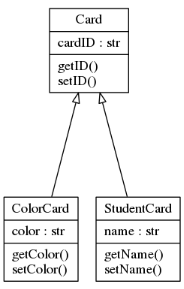 Card
cardID : str
getID()
setID()
ColorCard
color : str
getColor()
setColor()
StudentCard
name : str
getName()
setName()